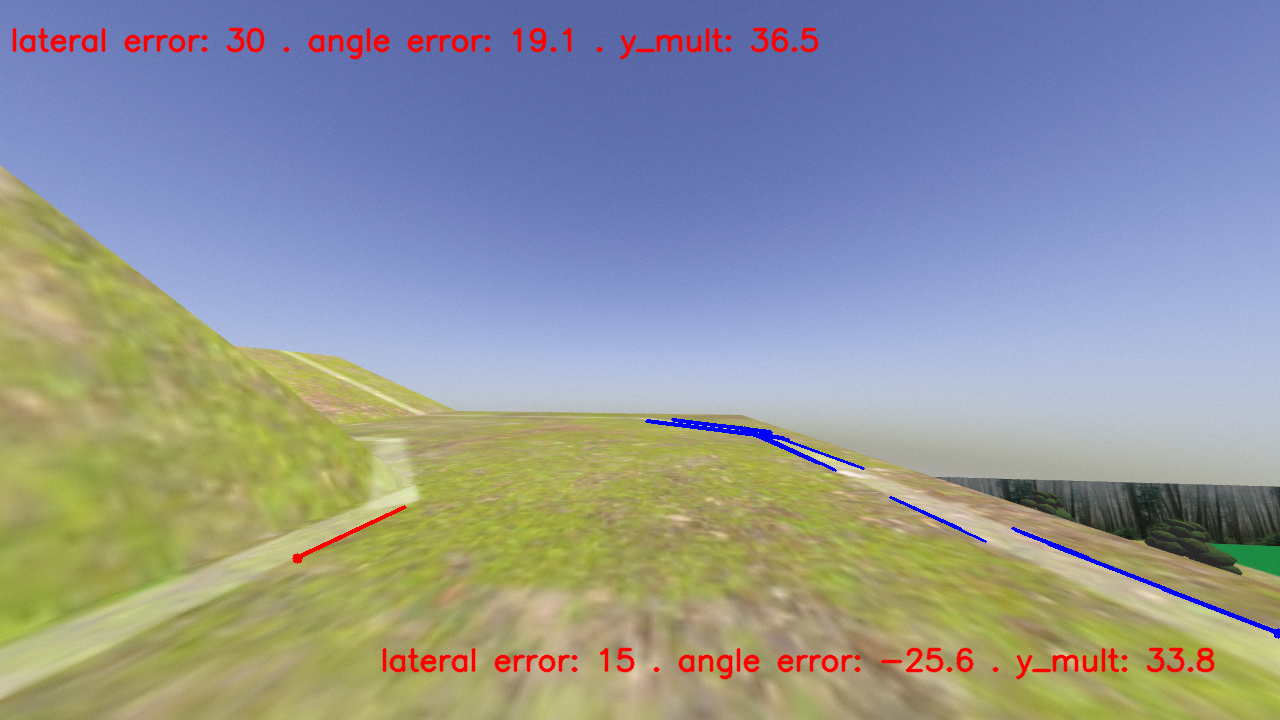 lateral error: 30 . angle error: 19.1 . y_mult: 36.5
lateral error: 15 . angle error: -25.6 . y_mult: 33.8